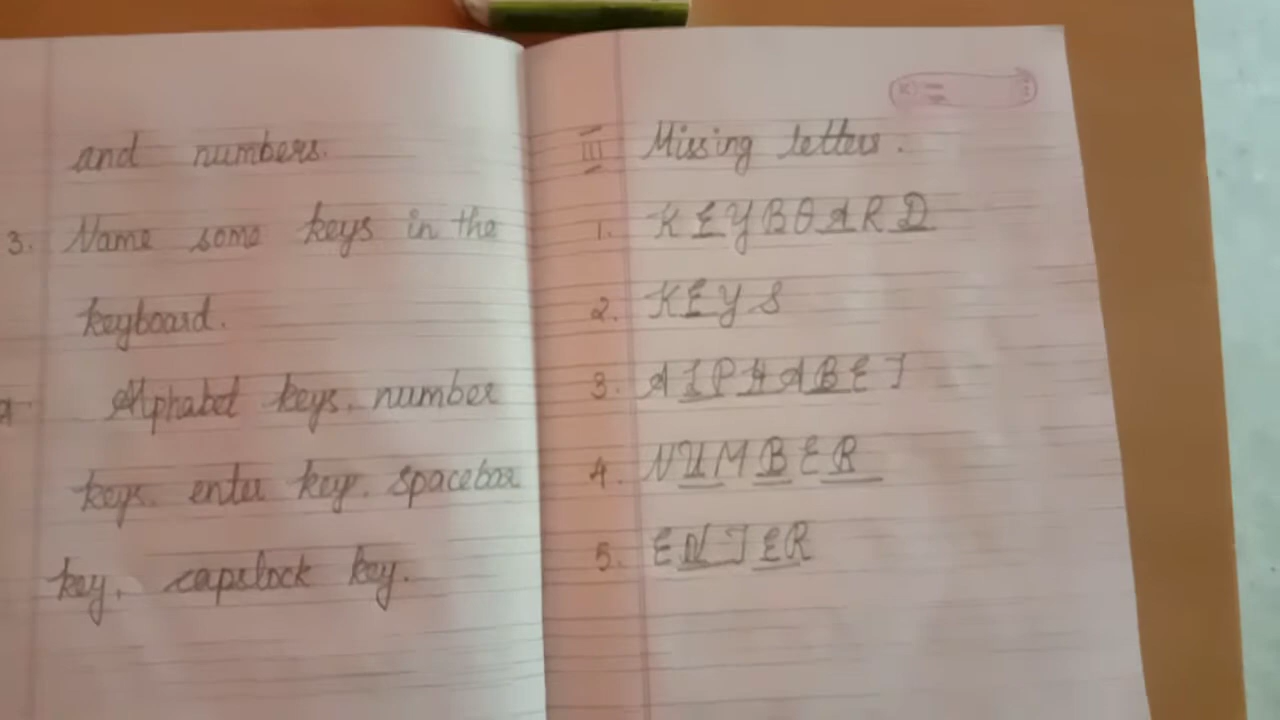 and numbers.
3. Name some keys in the
keyboard.
A Alphabet keys, number
keys, enter key, spacebar
key, capslock key.
III Missing letters.
1. KEYBOARD
2. KEYS
3. ALPHABET
4. NUMBER
5. ENTER